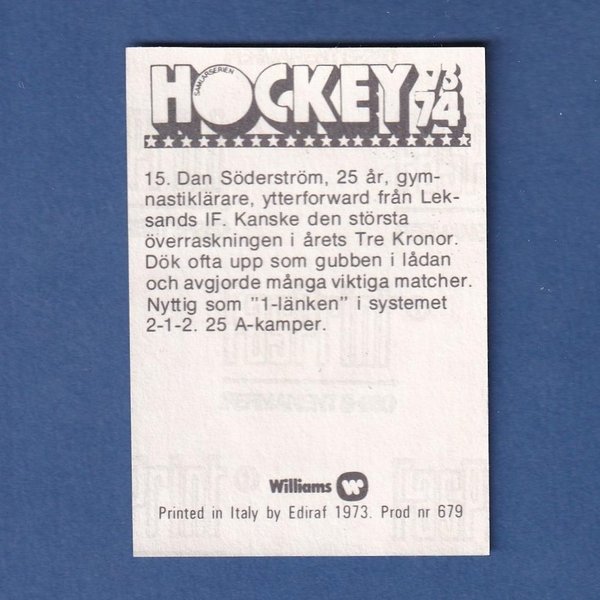 HOCKEY 73
SAMLARSERIEN 74
15. Dan Söderström, 25 år, gym-
nastiklärare, ytterforward från Lek-
sands IF. Kanske den största
överraskningen i årets Tre Kronor.
Dök ofta upp som gubben i lådan
och avgjorde många viktiga matcher.
Nyttig som "1-länken" i systemet
2-1-2. 25 A-kamper.
Williams W
Printed in Italy by Ediraf 1973. Prod nr 679